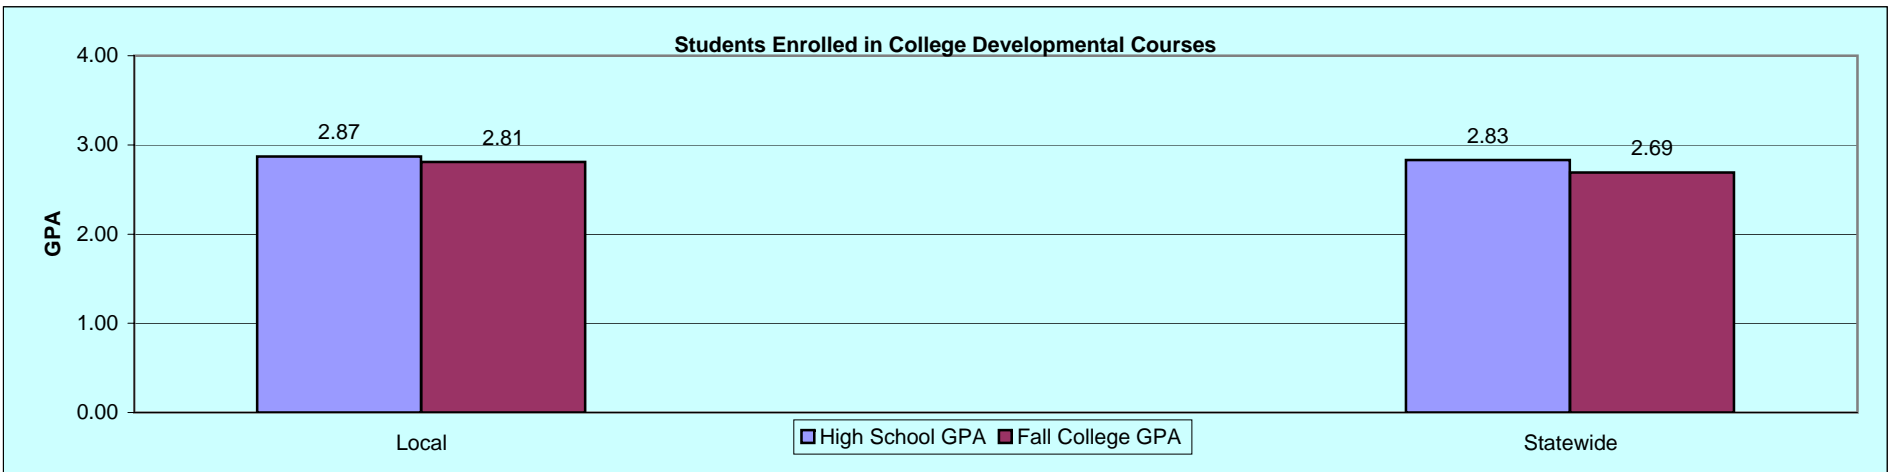 Students Enrolled in College Developmental Courses
4.00
3.00
2.00
1.00
0.00
GPA
2.87
2.81
2.83
2.69
Local
Statewide
High School GPA
Fall College GPA